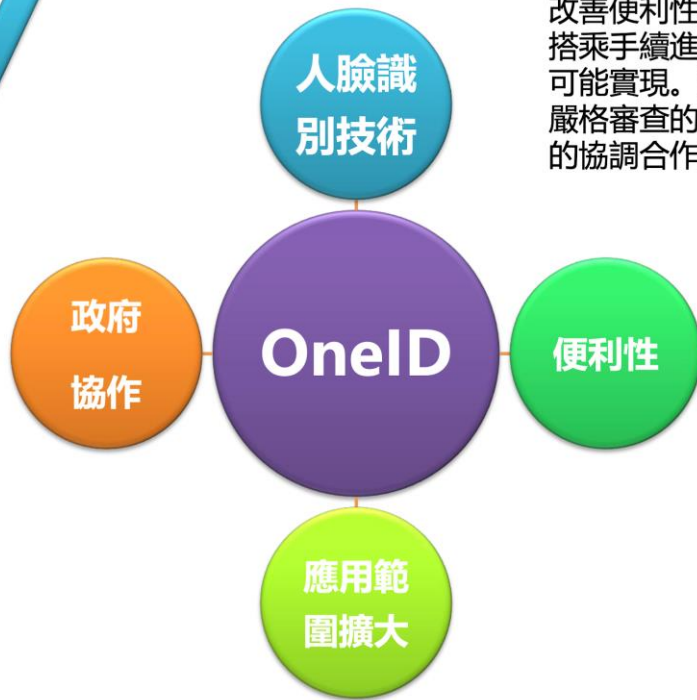 改善便利性
搭乘手續進
可能實現。
嚴格審查的
的協調合作
人臉識
別技術
政府
協作
OneID
便利性
應用範
圍擴大